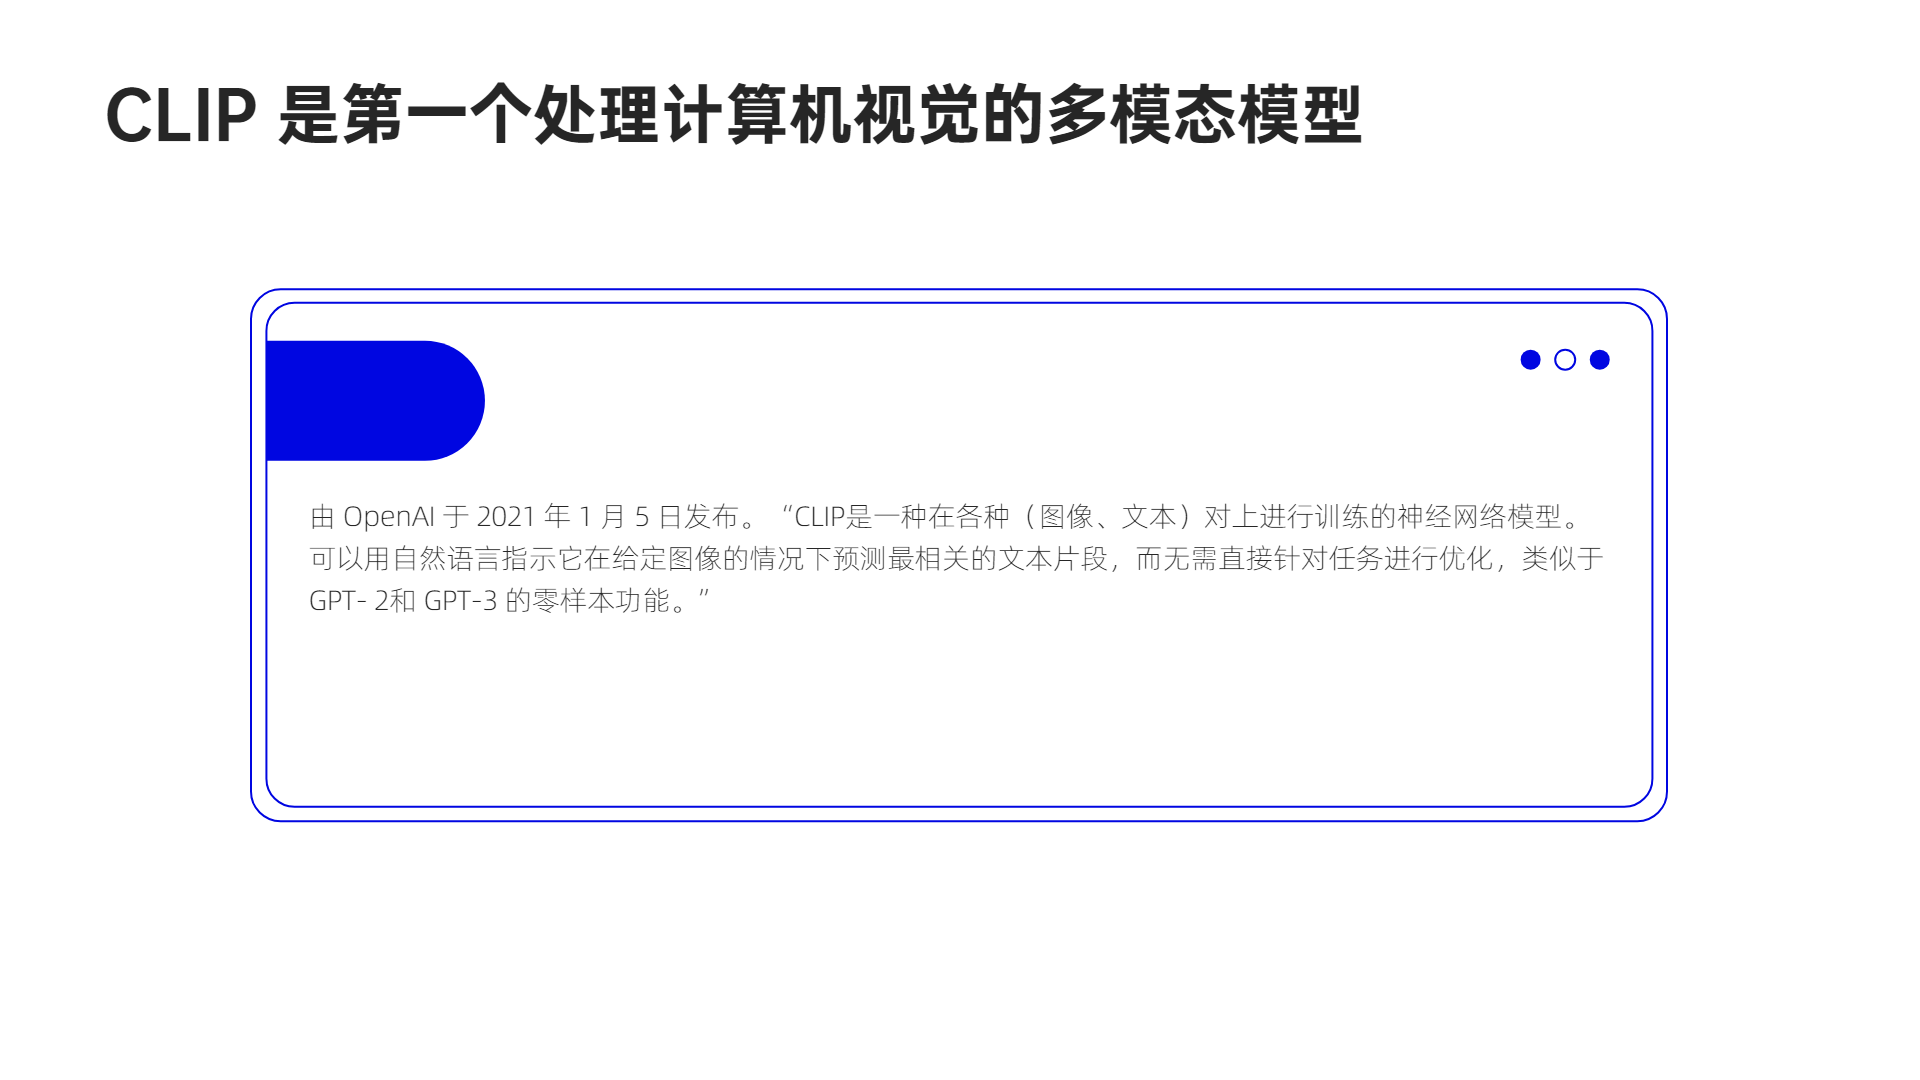 CLIP 是第一个处理计算机视觉的多模态模型
由 OpenAI 于 2021 年 1 月 5 日发布。“CLIP是一种在各种（图像、文本）对上进行训练的神经网络模型。
可以用自然语言指示它在给定图像的情况下预测最相关的文本片段，而无需直接针对任务进行优化，类似于
GPT- 2和 GPT-3 的零样本功能。”